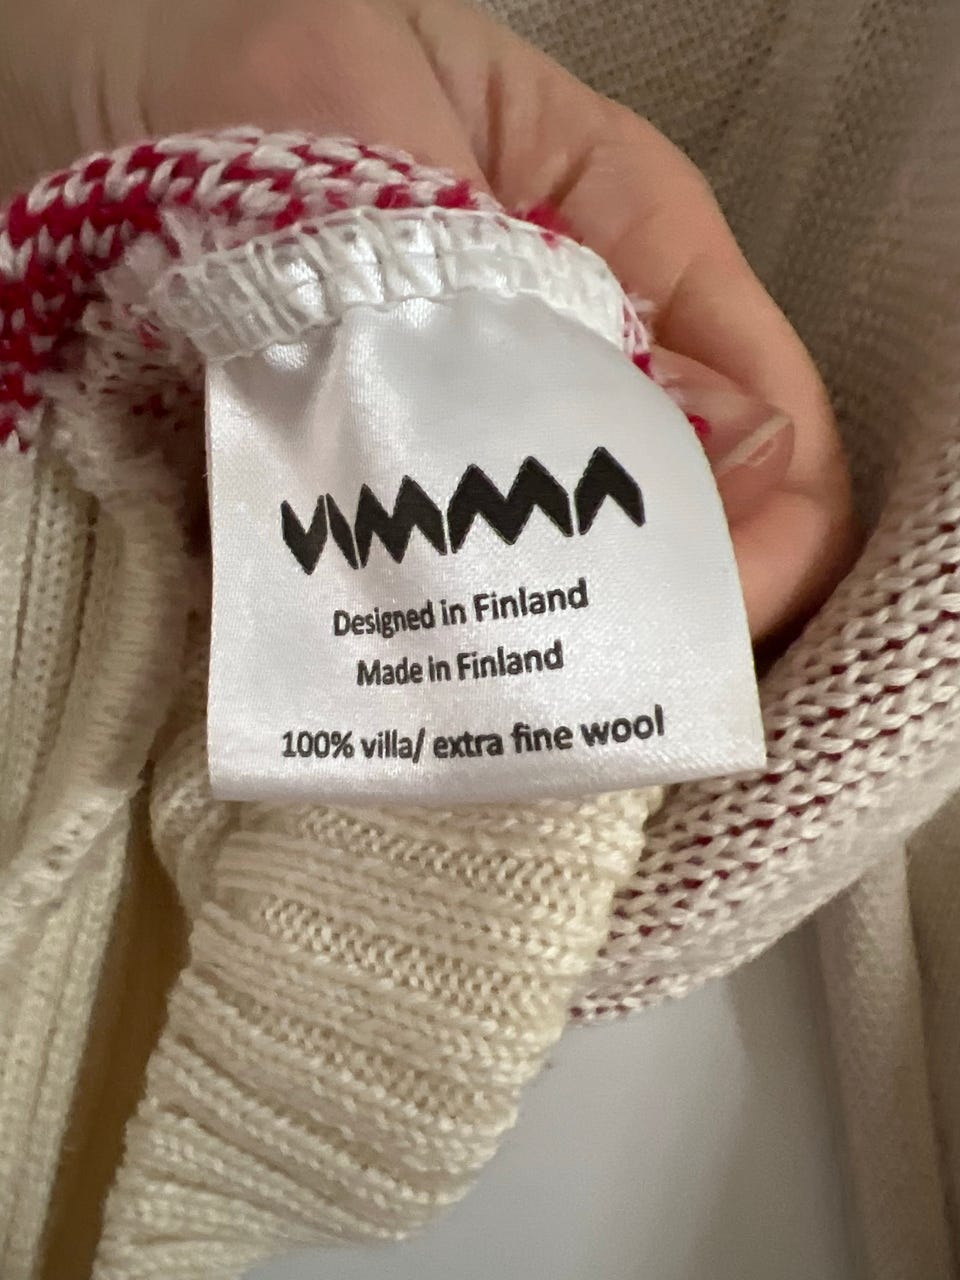 VIMMA
Designed in Finland
Made in Finland
100% villa/ extra fine wool